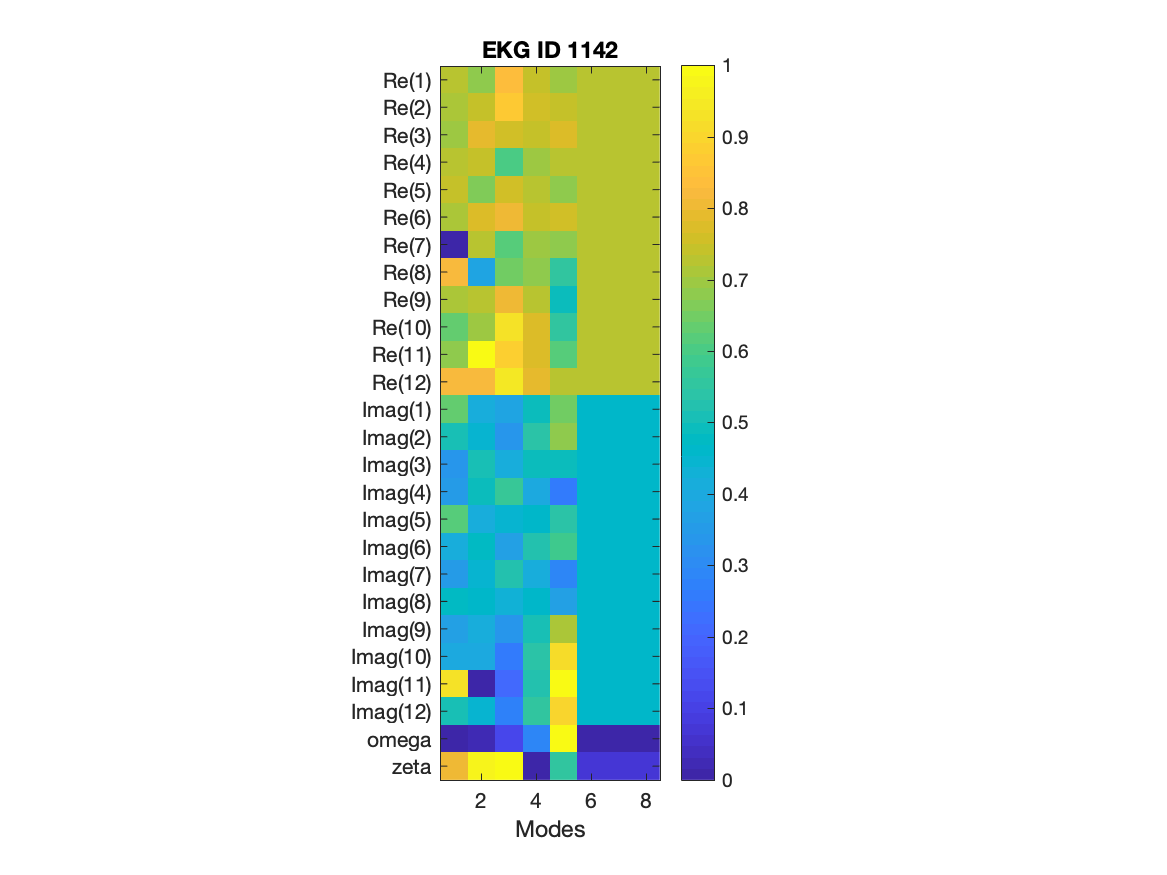 EKG ID 1142
Re(1)
Re(2)
Re(3)
Re(4)
Re(5)
Re(6)
Re(7)
Re(8)
Re(9)
Re(10)
Re(11)
Re(12)
Imag(1)
Imag(2)
Imag(3)
Imag(4)
Imag(5)
Imag(6)
Imag(7)
Imag(8)
Imag(9)
Imag(10)
Imag(11)
Imag(12)
omega
zeta
2 4 6 8
Modes
1
0.9
0.8
0.7
0.6
0.5
0.4
0.3
0.2
0.1
0